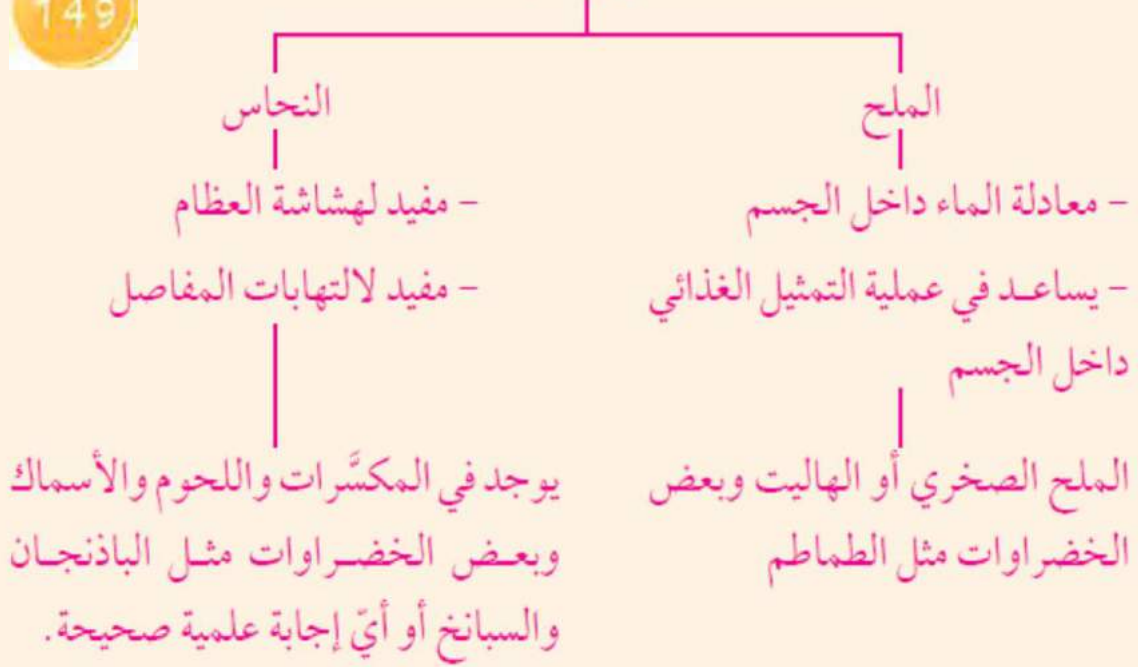 149
الملح
النحاس
– معادلة الماء داخل الجسم
– يساعد في عملية التمثيل الغذائي
داخل الجسم
– مفيد لهشاشة العظام
– مفيد لالتهابات المفاصل
الملح الصخري أو الهاليت وبعض
الخضراوات مثل الطماطم
يوجد في المكسَّرات واللحوم والأسماك
وبعض الخضراوات مثل الباذنجان
والسبانخ أو أيّ إجابة علمية صحيحة.